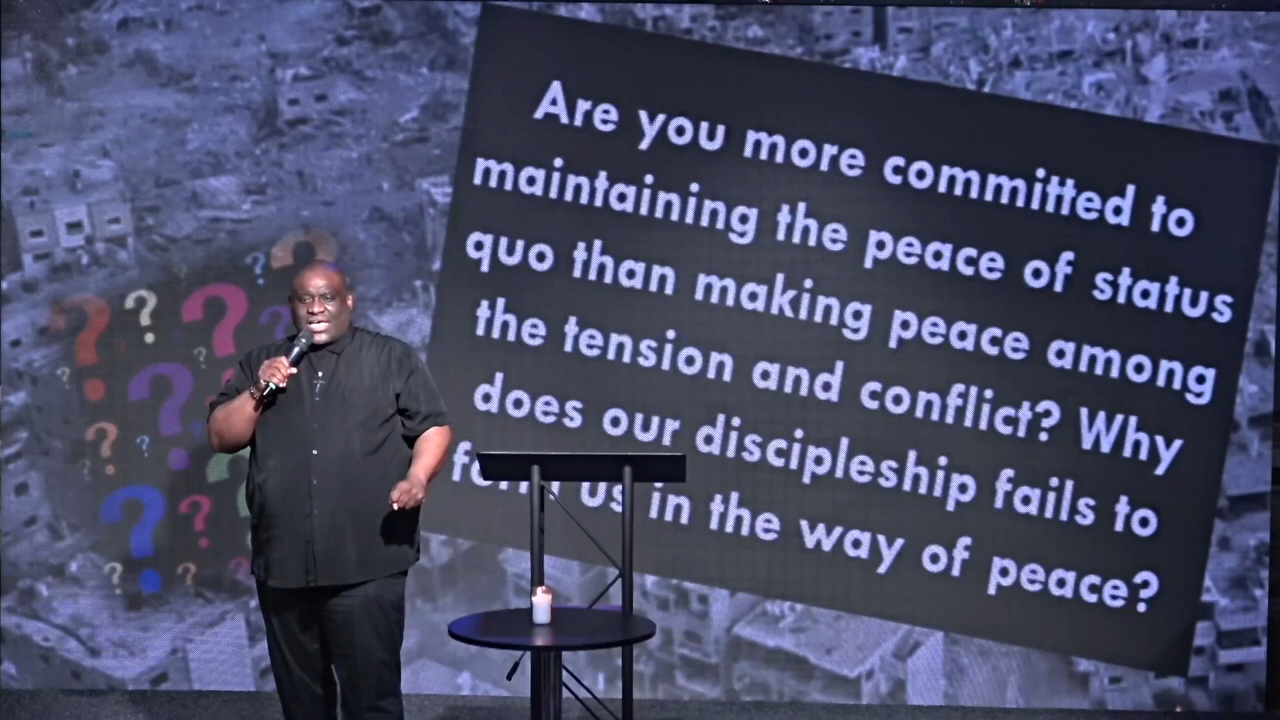 Are you more committed to
maintaining the peace of status
quo than making peace among
the tension and conflict? Why
does our discipleship fails to
form us in the way of peace?